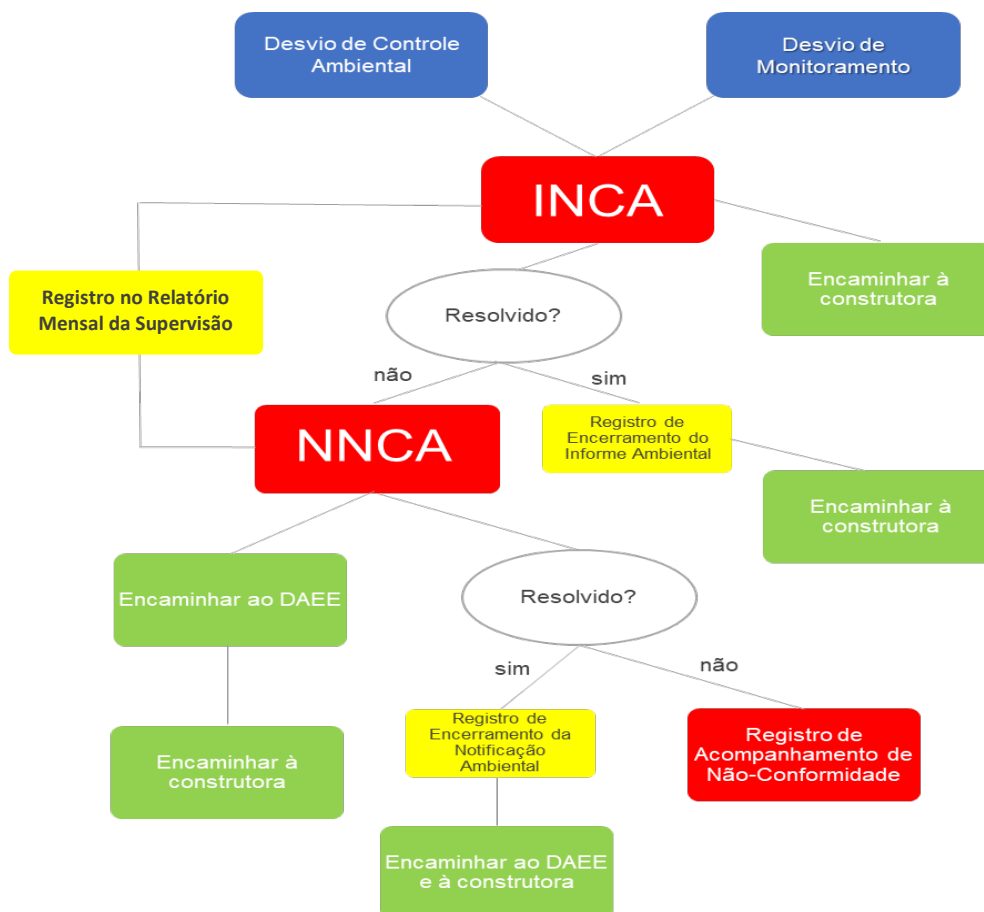 Desvio de Controle
Ambiental
Desvio de
Monitoramento
INCA
Registro no Relatório
Mensal da Supervisão
Resolvido?
Encaminhar à
construtora
não
sim
NNCA
Registro de
Encerramento do
Informe Ambiental
Encaminhar à
construtora
Encaminhar ao DAEE
Resolvido?
sim
não
Encaminhar à
construtora
Registro de
Encerramento da
Notificação
Ambiental
Registro de
Acompanhamento de
Não-Conformidade
Encaminhar ao DAEE
e à construtora